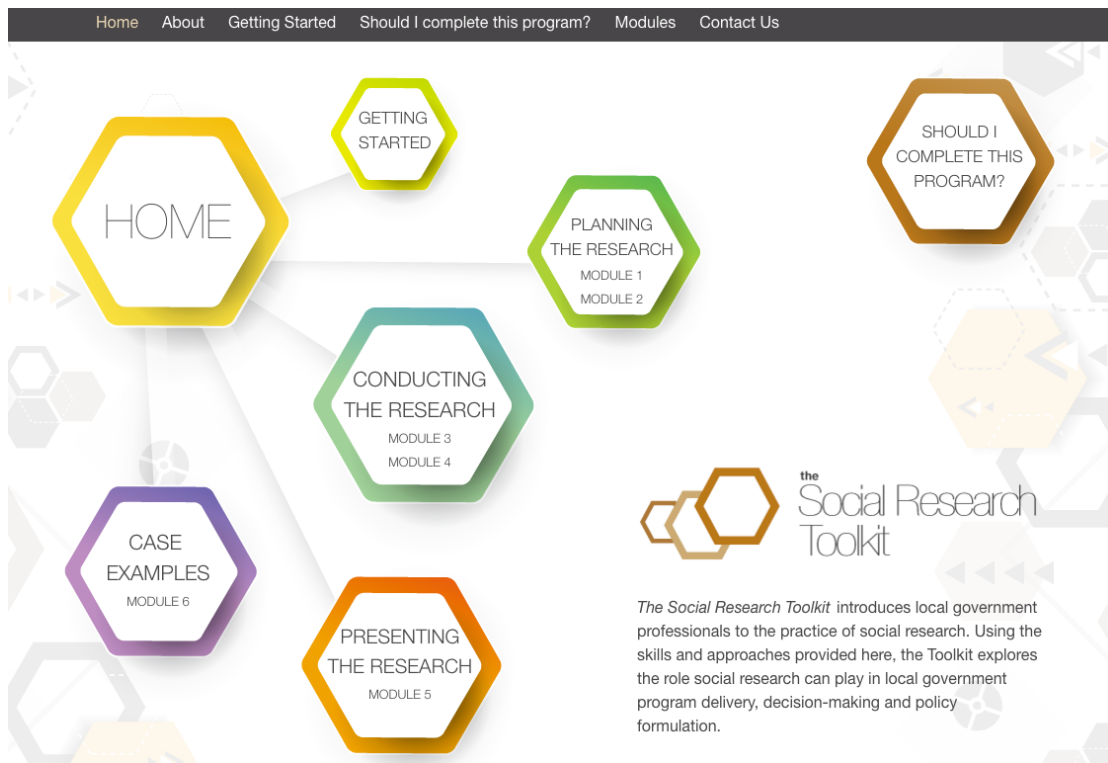 Home About Getting Started Should I complete this program? Modules Contact Us
GETTING
STARTED
SHOULD I
COMPLETE THIS
PROGRAM?
HOME
PLANNING
THE RESEARCH
MODULE 1
MODULE 2
CONDUCTING
THE RESEARCH
MODULE 3
MODULE 4
CASE
EXAMPLES
MODULE 6
PRESENTING
THE RESEARCH
MODULE 5
the
Social Research
Toolkit
The Social Research Toolkit introduces local government
professionals to the practice of social research. Using the
skills and approaches provided here, the Toolkit explores
the role social research can play in local government
program delivery, decision-making and policy
formulation.